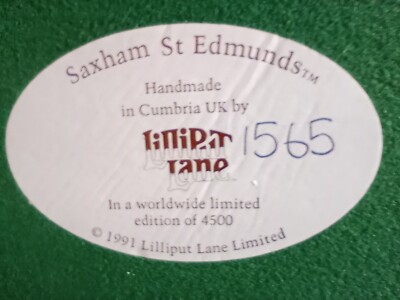 Saxham St Edmunds™
Handmade
in Cumbria UK by
Lilliput 1565
Lane
In a worldwide limited
edition of 4500
© 1991 Lilliput Lane Limited